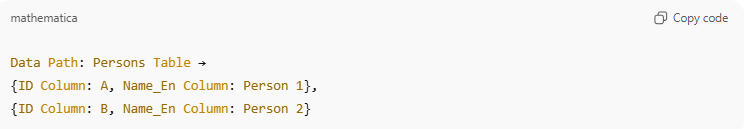 mathematica
Copy code
Data Path: Persons Table →
{ID Column: A, Name_En Column: Person 1},
{ID Column: B, Name_En Column: Person 2}